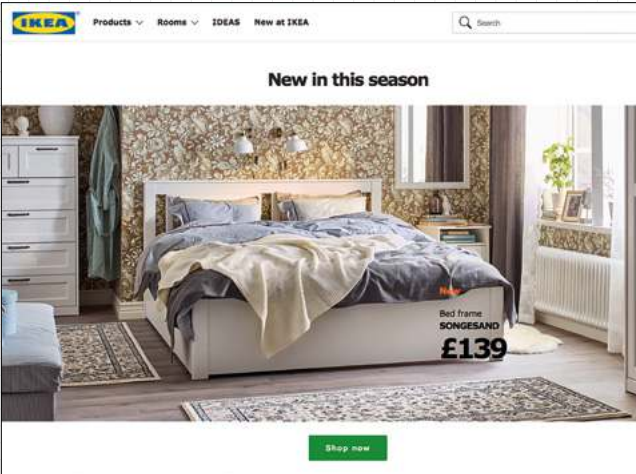 IKEA
Products Rooms IDEAS New at IKEA
Search
New in this season
New
Bed frame
SONGESAND
£139
Shop now